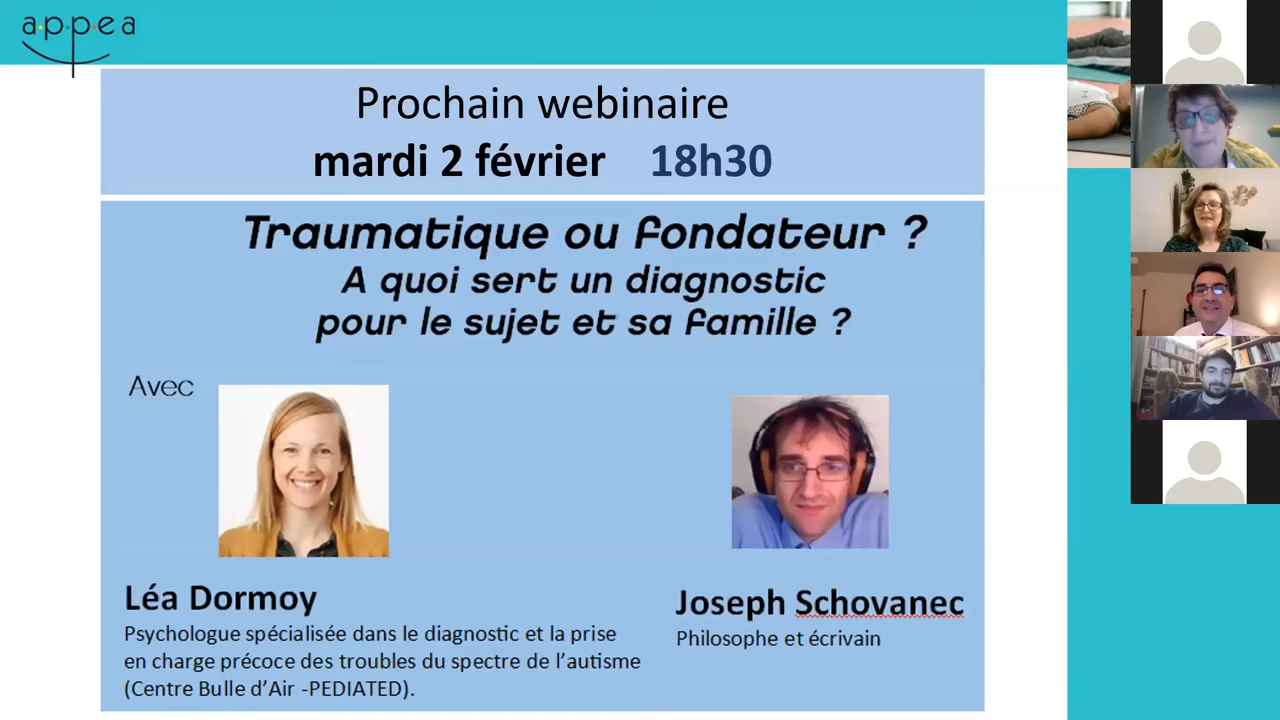 appea
Prochain webinaire
mardi 2 février 18h30
Traumatique ou fondateur ?
A quoi sert un diagnostic
pour le sujet et sa famille ?
Avec
Léa Dormoy
Psychologue spécialisée dans le diagnostic et la prise
en charge précoce des troubles du spectre de l'autisme
(Centre Bulle d'Air -PEDIATED).
Joseph Schovanec
Philosophe et écrivain